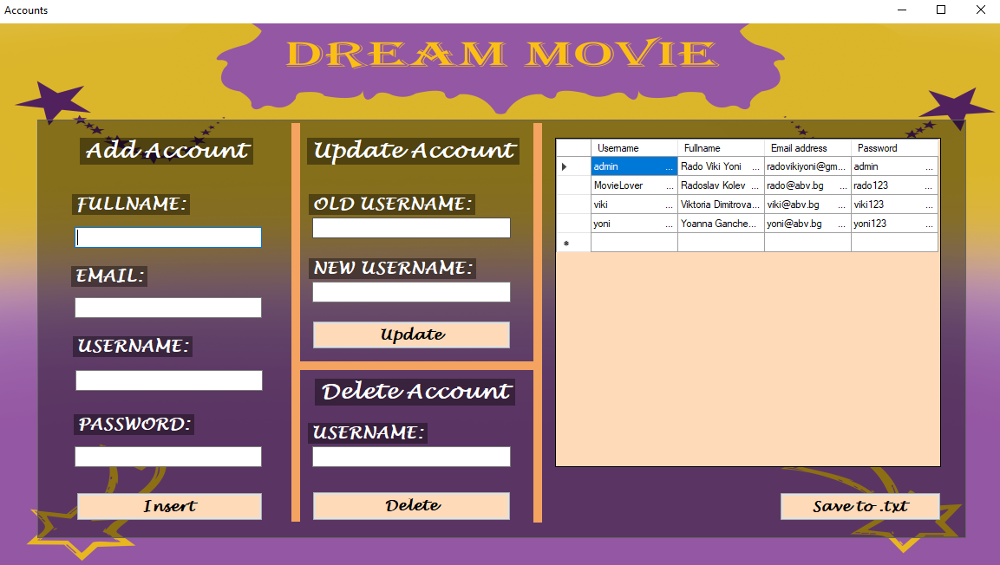 Accounts
DREAM MOVIE
Add Account
FULLNAME:
EMAIL:
USERNAME:
PASSWORD:
Insert
Update Account
OLD USERNAME:
NEW USERNAME:
Update
Delete Account
USERNAME:
Delete
Username Fullname Email address Password
admin ... Rado Viki Yoni ... radovikiyoni@gm... admin ...
MovieLover ... Radoslav Kolev ... rado@abv.bg ... rado123 ...
viki ... Viktoria Dimitrova... viki@abv.bg ... viki123 ...
yoni ... Yoanna Ganche... yoni@abv.bg ... yoni123 ...
Save to .txt